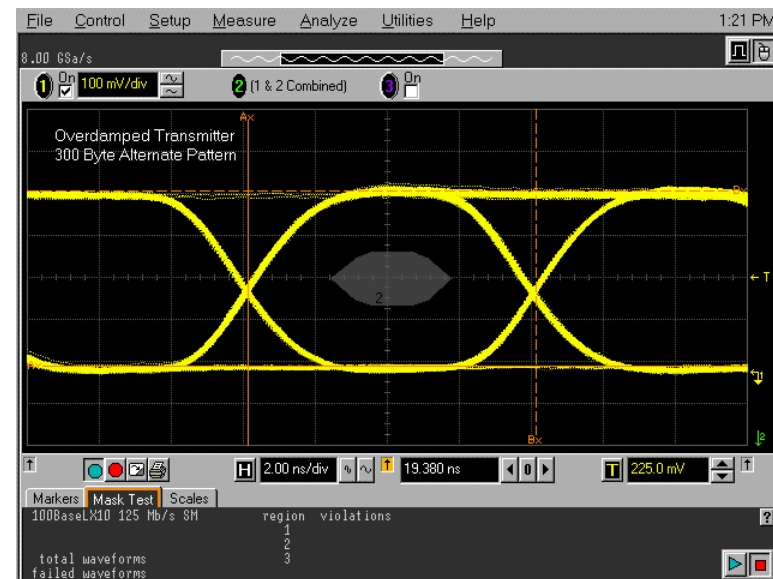 File Control Setup Measure Analyze Utilities Help 1:21 PM
8.00 GSa/s
1 On 100 mV/div 2 (1 & 2 Combined) 3 On
Ax
Overdamped Transmitter
300 Byte Alternate Pattern
Bx
T
2
1
Bx
2
H 2.00 ns/div 19.380 ns 0 T 225.0 mV
Markers Mask Test Scales
100BaseLX10 125 Mb/s SM region violations
1
2
total waveforms 3
failed waveforms
?